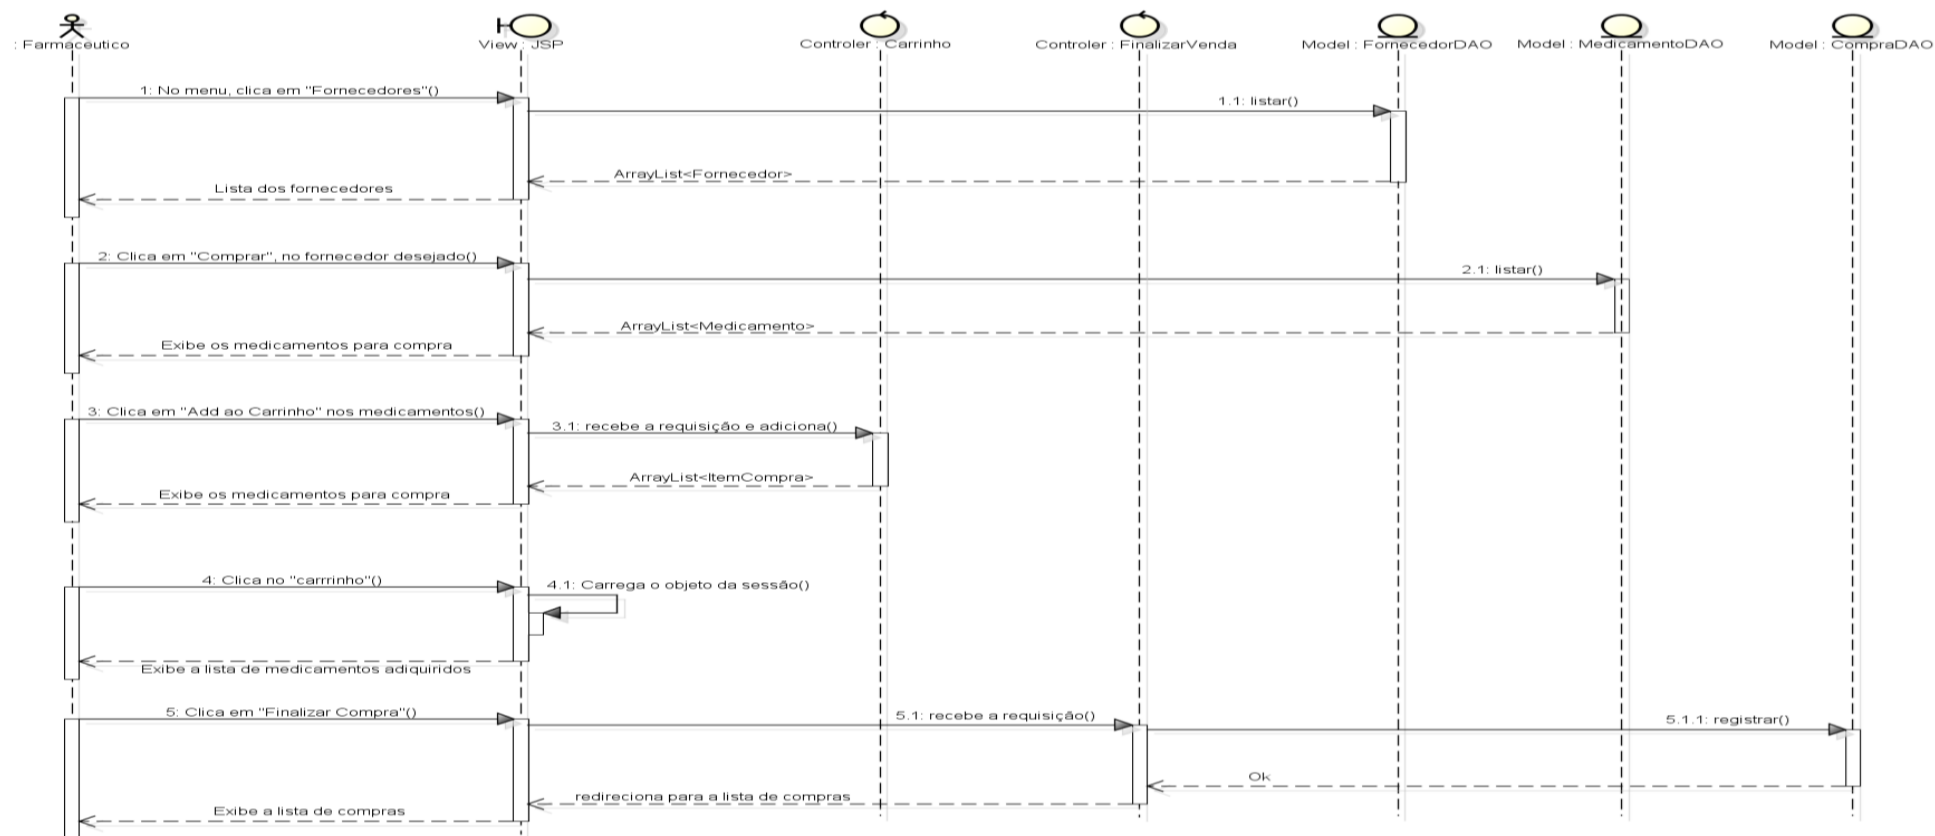 : Farmacêutico
View : JSP
Controler : Carrinho
Controler : FinalizarVenda
Model : FornecedorDAO
Model : MedicamentoDAO
Model : CompraDAO
1: No menu, clica em "Fornecedores"()
1.1: listar()
ArrayList<Fornecedor>
Lista dos fornecedores
2: Clica em "Comprar", no fornecedor desejado()
2.1: listar()
ArrayList<Medicamento>
Exibe os medicamentos para compra
3: Clica em "Add ao Carrinho" nos medicamentos()
3.1: recebe a requisição e adiciona()
ArrayList<ItemCompra>
Exibe os medicamentos para compra
4: Clica no "carrrinho"()
4.1: Carrega o objeto da sessão()
Exibe a lista de medicamentos adiquiridos
5: Clica em "Finalizar Compra"()
5.1: recebe a requisição()
5.1.1: registrar()
Ok
redireciona para a lista de compras
Exibe a lista de compras